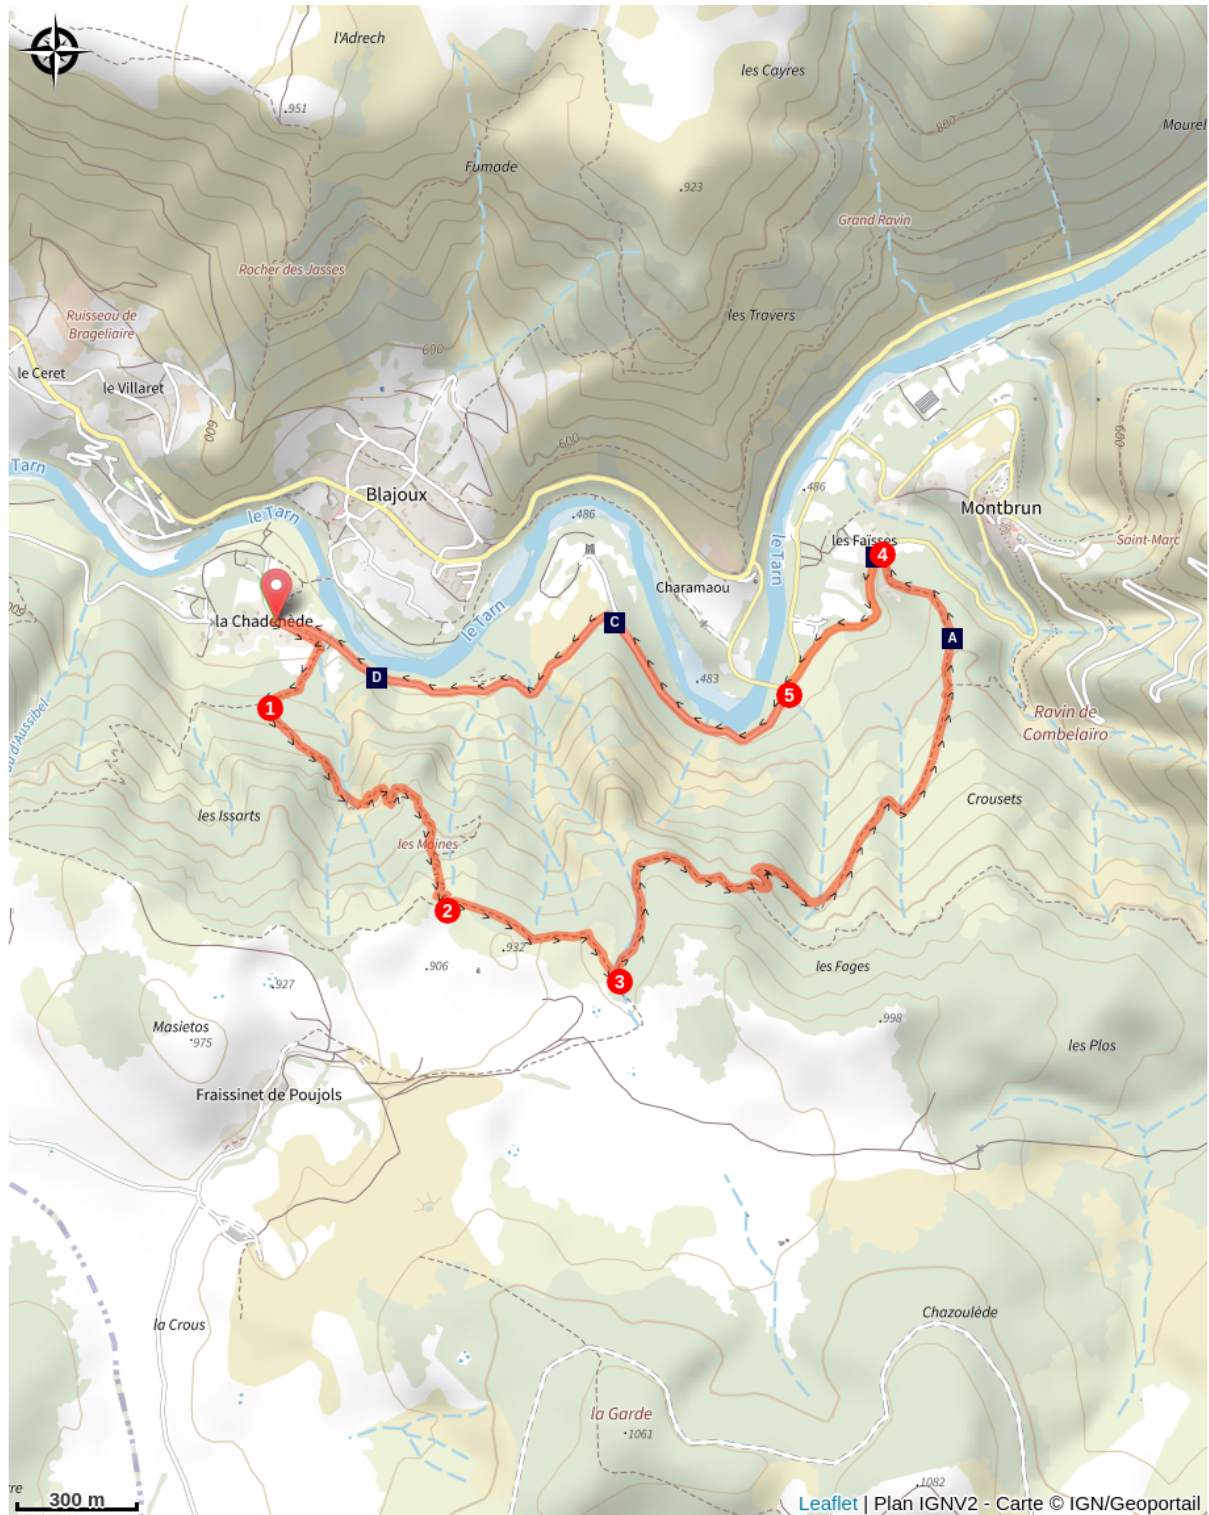 l'Adrech
les Cayres
951
800
Mourel
Fumade
923
Grand Ravin
Rocher des Jasses
Ruisseau de
Brageliaire
les Travers
600
le Ceret
le Villaret
600
600
600
le Tarn
Blajoux
486
le Tarn
486
Montbrun
les Faïsses
4
Saint-Marc
le Tarn
Charamaou
600
la Chadenède
le Tarn
C
A
D
483
5
1
Ravin de
Combelaïro
les Issarts
Crousets
les Moines
2
932
906
les Fages
3
927
998
Masietos
975
les Plos
Fraissinet de Poujols
la Crous
Chazoulède
la Garde
1061
1082
300 m
Leaflet | Plan IGNV2 - Carte © IGN/Geoportail